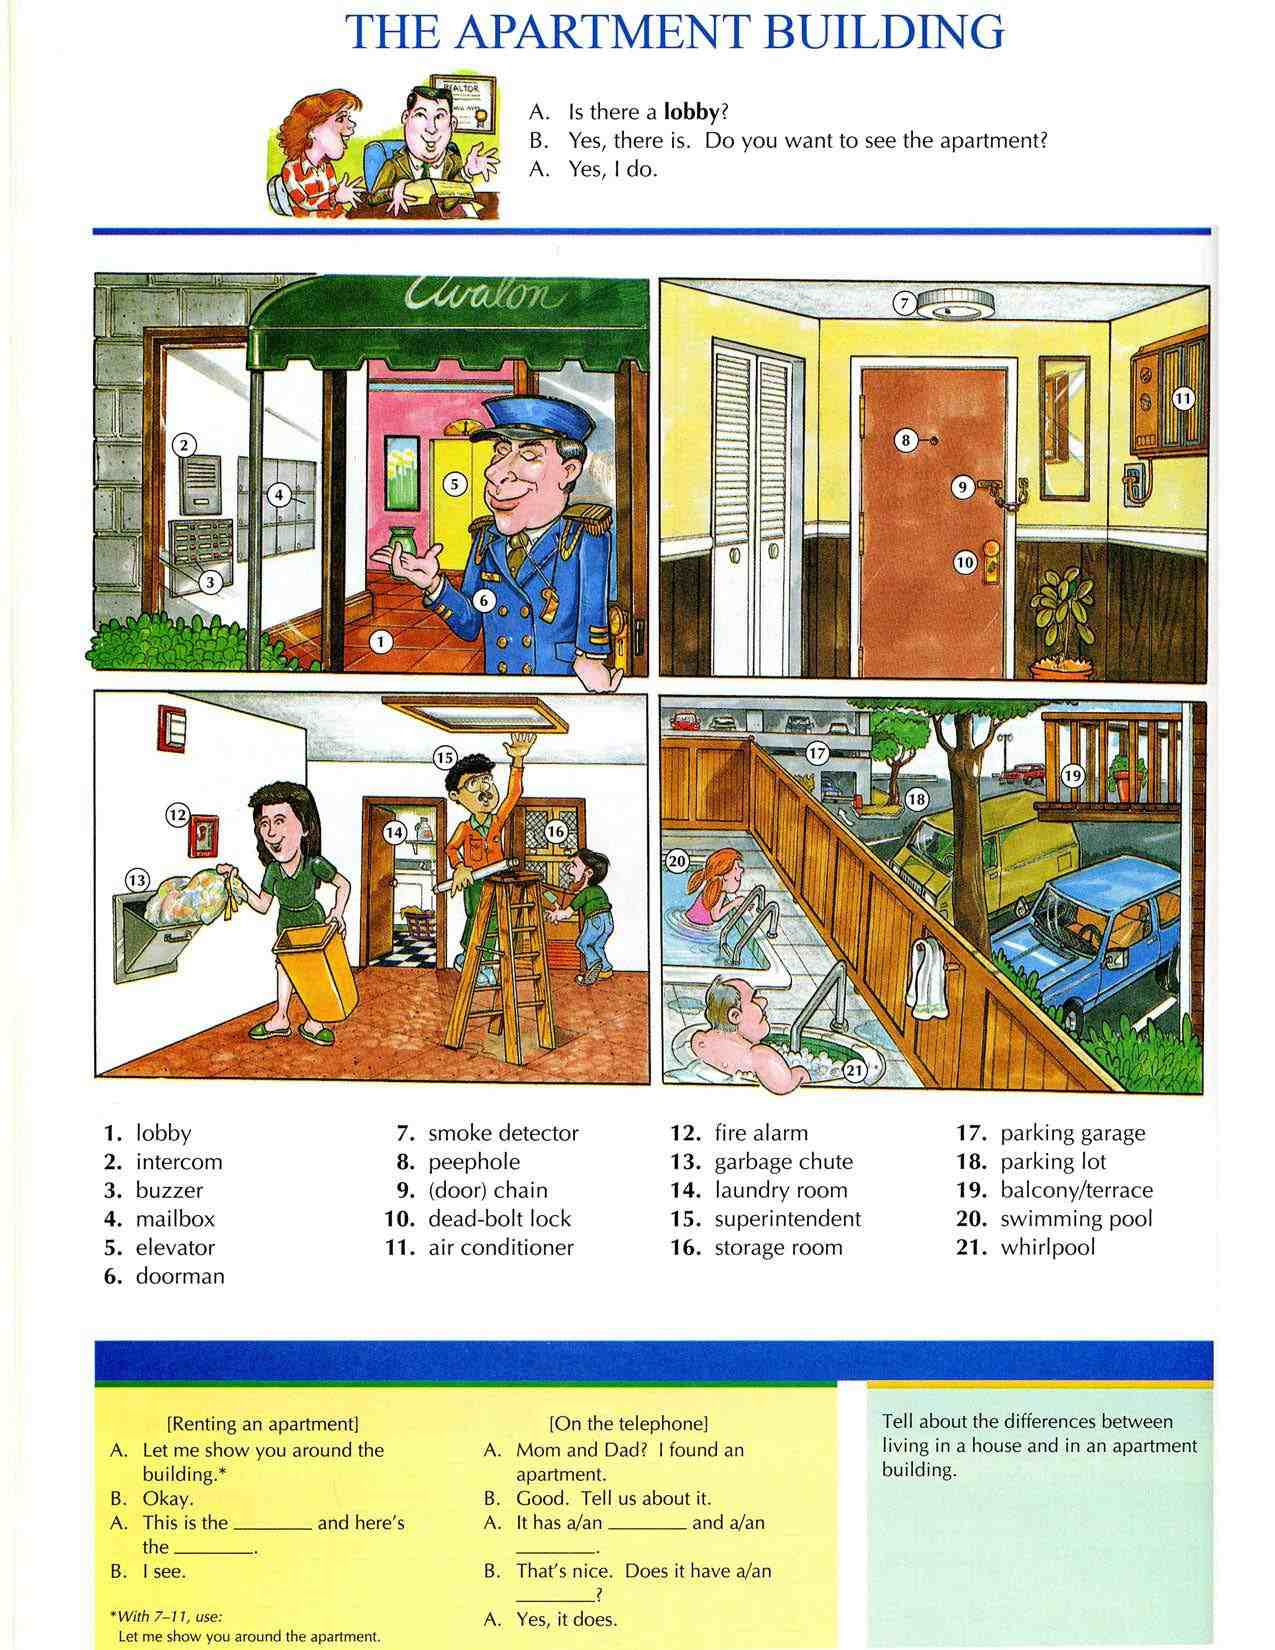 THE APARTMENT BUILDING
REALTOR
A. Is there a lobby?
B. Yes, there is. Do you want to see the apartment?
A. Yes, I do.
Avalon
7
11
2
8
5
4
9
10
3
6
1
15
17
19
18
12
14
16
20
13
21
1. lobby
2. intercom
3. buzzer
4. mailbox
5. elevator
6. doorman
7. smoke detector
8. peephole
9. (door) chain
10. dead-bolt lock
11. air conditioner
12. fire alarm
13. garbage chute
14. laundry room
15. superintendent
16. storage room
17. parking garage
18. parking lot
19. balcony/terrace
20. swimming pool
21. whirlpool
[Renting an apartment]
A. Let me show you around the
building.*
B. Okay.
A. This is the ________ and here's
the ________.
B. I see.
*With 7–11, use:
Let me show you around the apartment.
[On the telephone]
A. Mom and Dad? I found an
apartment.
B. Good. Tell us about it.
A. It has a/an ________ and a/an
________.
B. That's nice. Does it have a/an
________?
A. Yes, it does.
Tell about the differences between
living in a house and in an apartment
building.